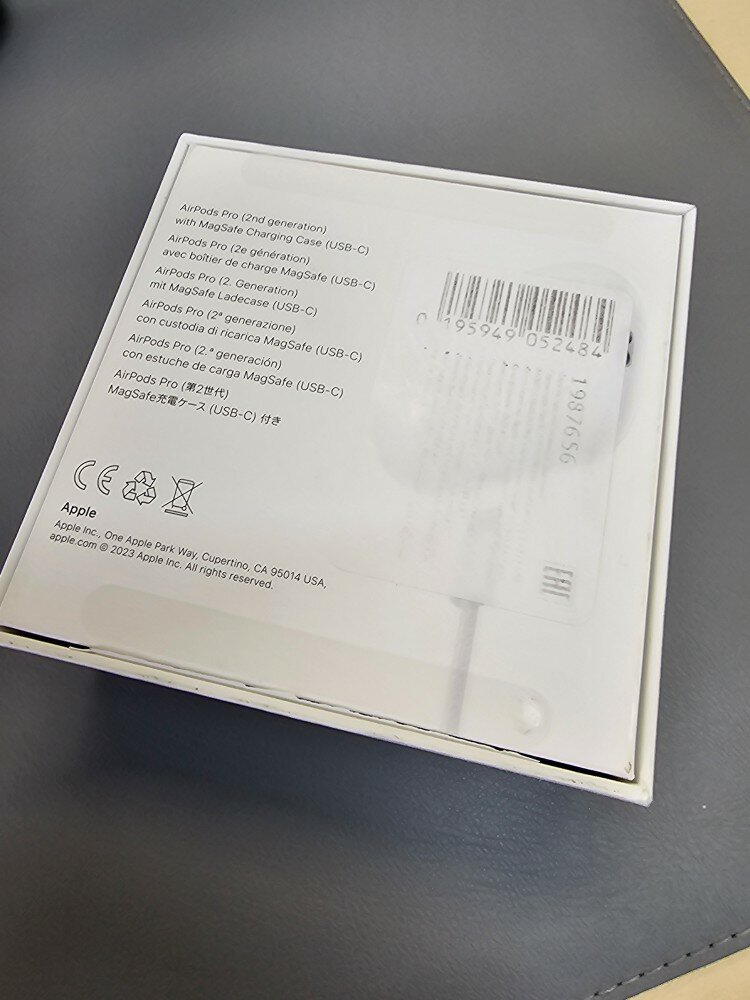 AirPods Pro (2nd generation)
with MagSafe Charging Case (USB-C)
AirPods Pro (2e génération)
avec boîtier de charge MagSafe (USB-C)
AirPods Pro (2. Generation)
mit MagSafe Ladecase (USB-C)
AirPods Pro (2ª generazione)
con custodia di ricarica MagSafe (USB-C)
AirPods Pro (2.ª generación)
con estuche de carga MagSafe (USB-C)
AirPods Pro (第2世代)
MagSafe充電ケース (USB-C) 付き
CE
Apple
Apple Inc., One Apple Park Way, Cupertino, CA 95014 USA,
apple.com © 2023 Apple Inc. All rights reserved.
0 195949 052484
1987656
EAC